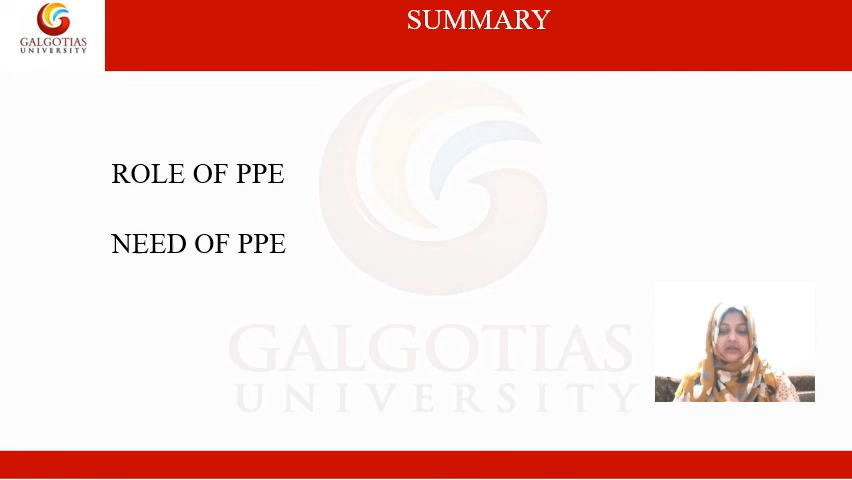 GALGOTIAS
UNIVERSITY
SUMMARY
ROLE OF PPE
NEED OF PPE
GALGOTIAS
UNIVERSITY